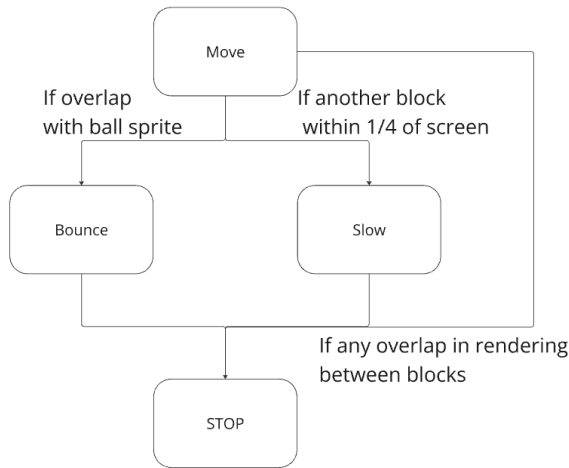 Move
If overlap
with ball sprite
If another block
within 1/4 of screen
Bounce
Slow
If any overlap in rendering
between blocks
STOP